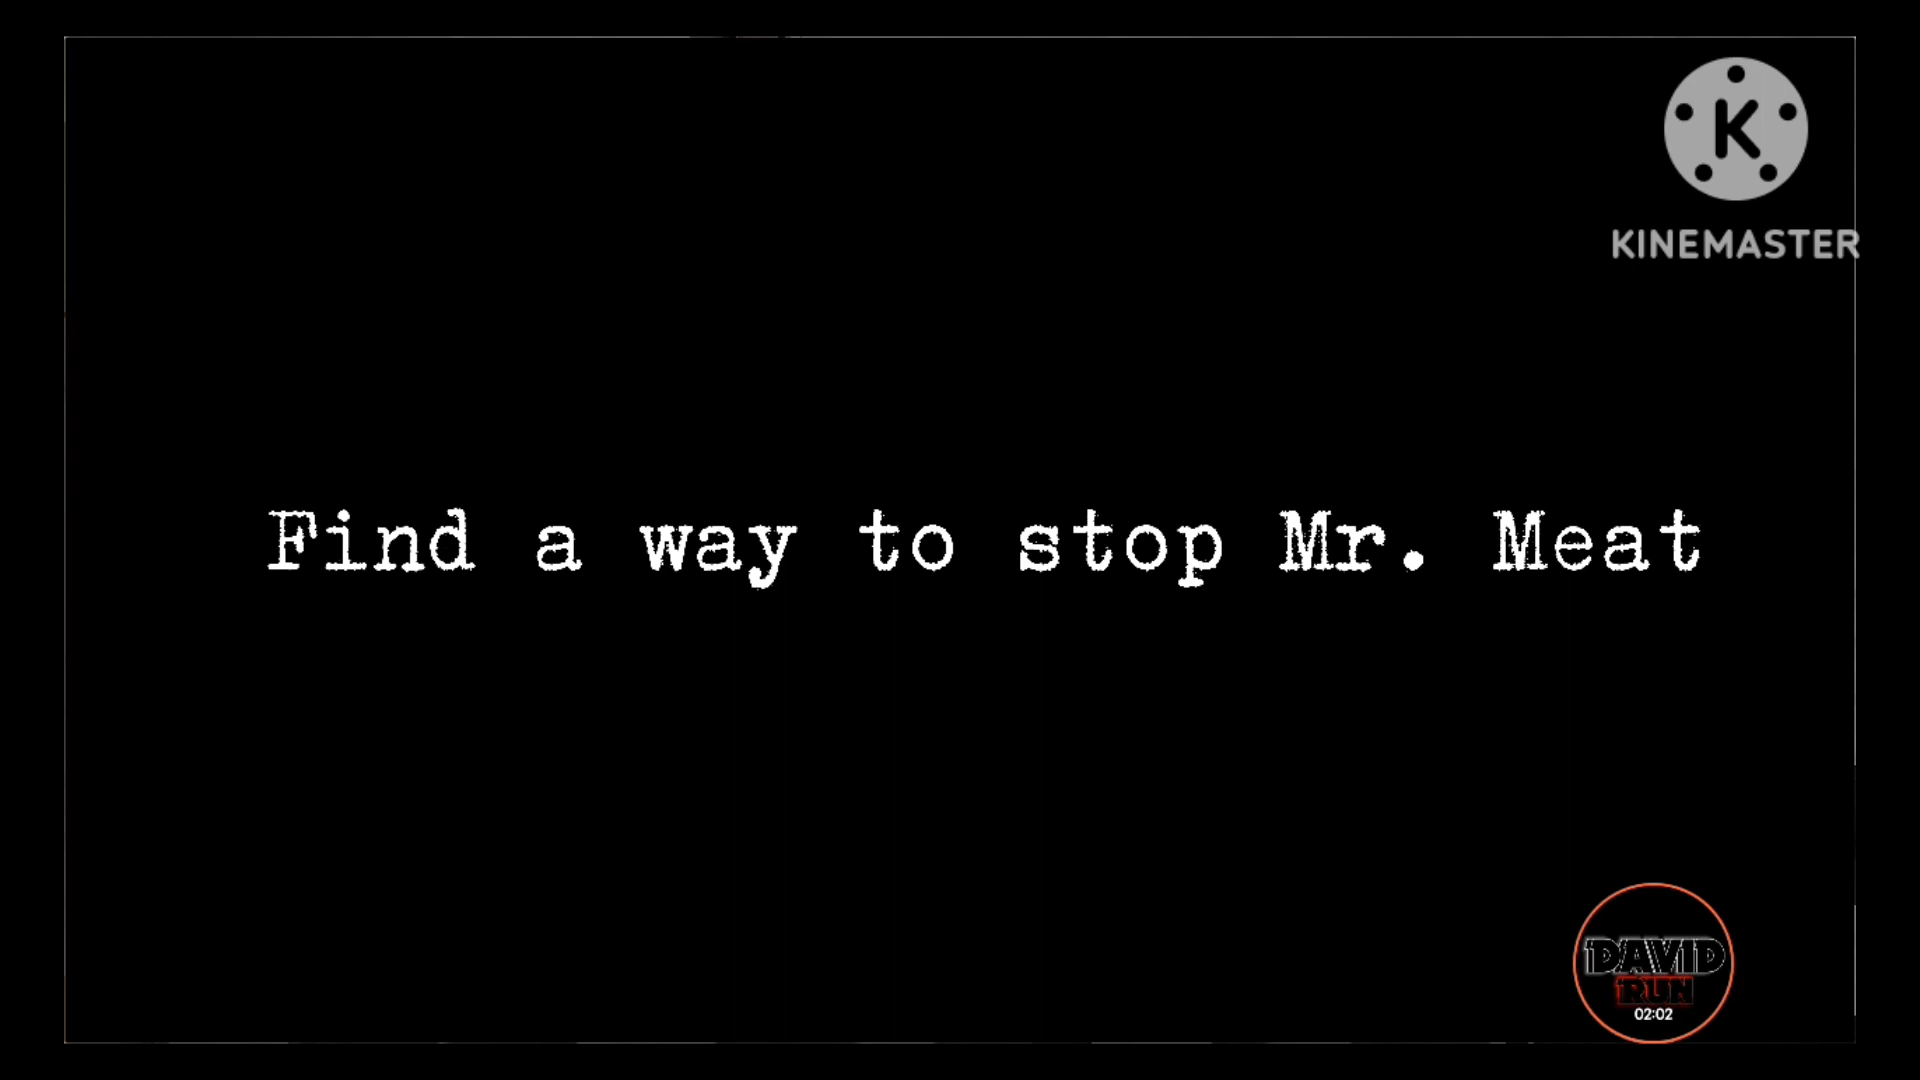 K
KINEMASTER
Find a way to stop Mr. Meat
DAVID
RUN
02:02